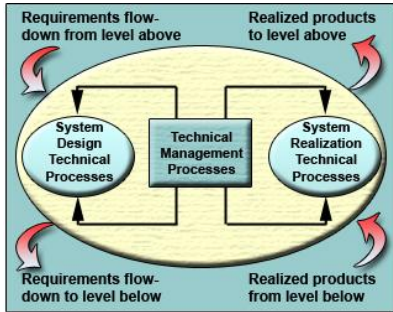 Requirements flow-
down from level above
Realized products
to level above
System
Design
Technical
Processes
Technical
Management
Processes
System
Realization
Technical
Processes
Requirements flow-
down to level below
Realized products
from level below